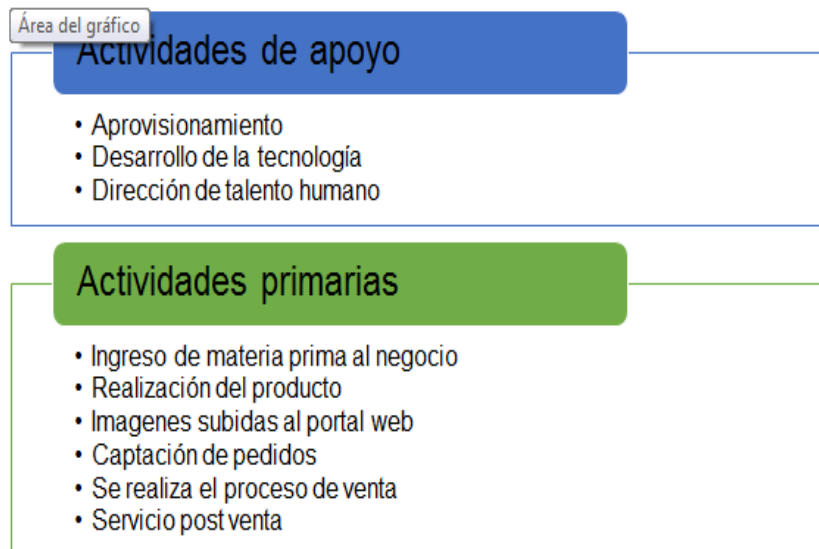 Área del gráfico
Actividades de apoyo
• Aprovisionamiento
• Desarrollo de la tecnología
• Dirección de talento humano
Actividades primarias
• Ingreso de materia prima al negocio
• Realización del producto
• Imagenes subidas al portal web
• Captación de pedidos
• Se realiza el proceso de venta
• Servicio post venta